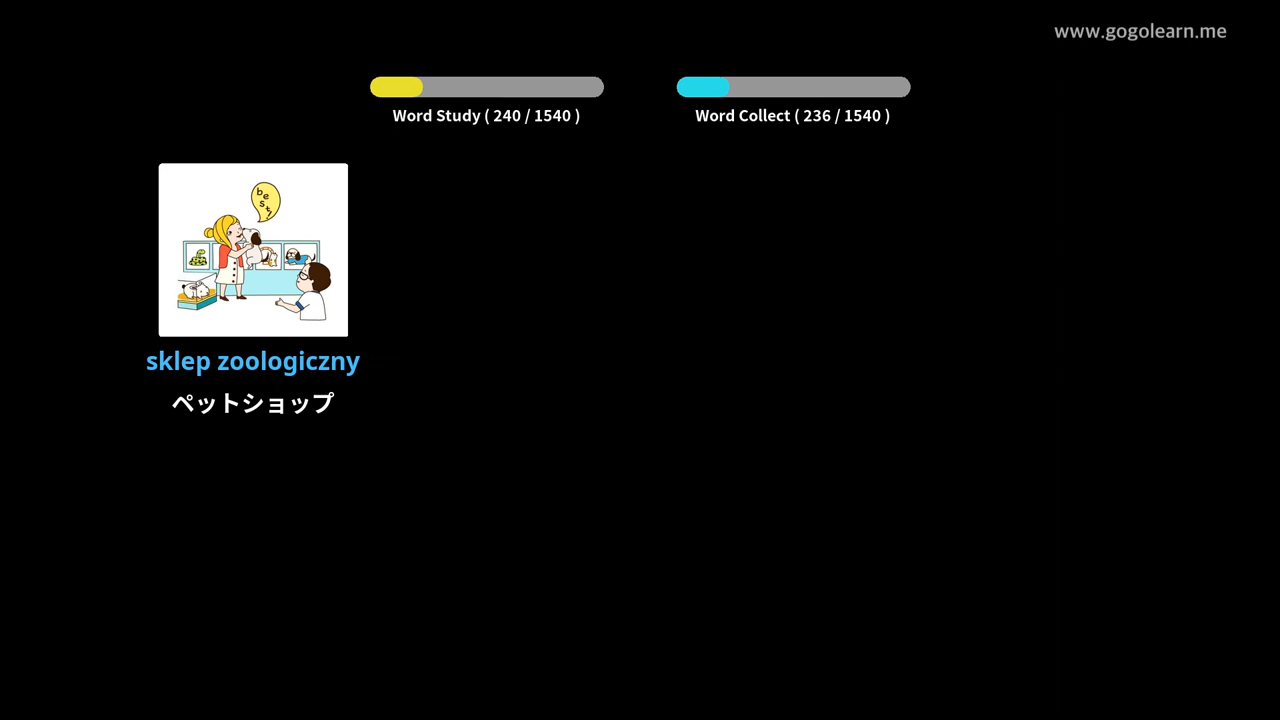 www.gogolearn.me
Word Study ( 240 / 1540 )
Word Collect ( 236 / 1540 )
best!
sklep zoologiczny
ペットショップ